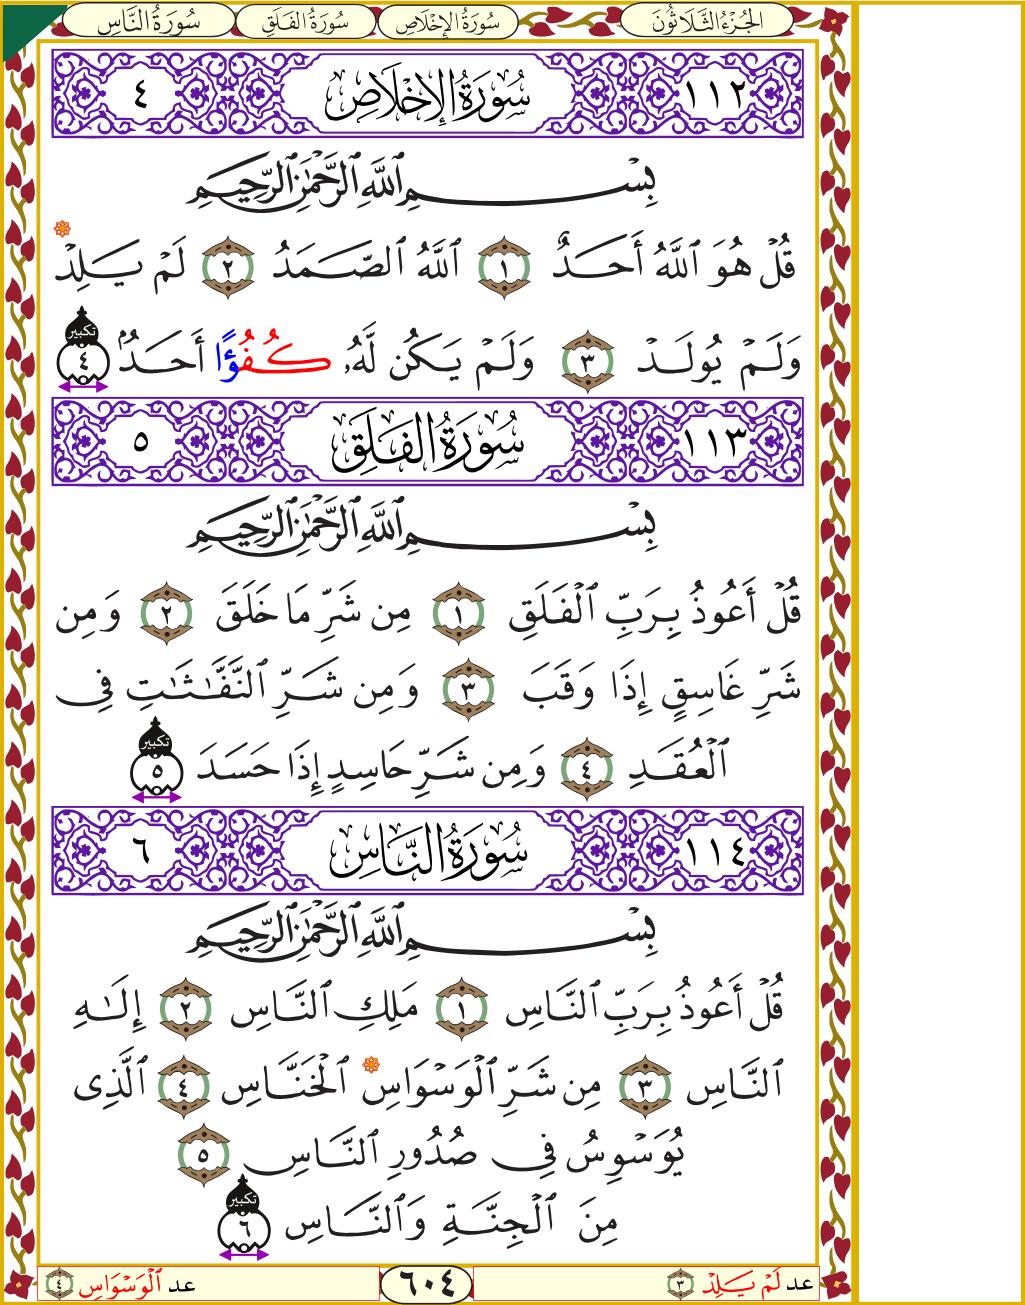 الجُزْءُ الثَّلَاثُونَ سُورَةُ الإِخْلَاصِ سُورَةُ الفَلَقِ سُورَةُ النَّاسِ
١١٢ سُورَةُ الإِخْلَاصِ ٤
بِسْمِ ٱللَّهِ ٱلرَّحْمَٰنِ ٱلرَّحِيمِ
قُلْ هُوَ ٱللَّهُ أَحَدٌ ١ ٱللَّهُ ٱلصَّمَدُ ٢ لَمْ يَلِدْ
وَلَمْ يُولَدْ ٣ وَلَمْ يَكُن لَّهُۥ كُفُؤًا أَحَدٌۢ ٤ تكبير
١١٣ سُورَةُ الفَلَقِ ٥
بِسْمِ ٱللَّهِ ٱلرَّحْمَٰنِ ٱلرَّحِيمِ
قُلْ أَعُوذُ بِرَبِّ ٱلْفَلَقِ ١ مِن شَرِّ مَا خَلَقَ ٢ وَمِن
شَرِّ غَاسِقٍ إِذَا وَقَبَ ٣ وَمِن شَرِّ ٱلنَّفَّٰثَٰتِ فِى
ٱلْعُقَدِ ٤ وَمِن شَرِّ حَاسِدٍ إِذَا حَسَدَ ٥ تكبير
١١٤ سُورَةُ النَّاسِ ٦
بِسْمِ ٱللَّهِ ٱلرَّحْمَٰنِ ٱلرَّحِيمِ
قُلْ أَعُوذُ بِرَبِّ ٱلنَّاسِ ١ مَلِكِ ٱلنَّاسِ ٢ إِلَٰهِ
ٱلنَّاسِ ٣ مِن شَرِّ ٱلْوَسْوَاسِ ٱلْخَنَّاسِ ٤ ٱلَّذِى
يُوَسْوِسُ فِى صُدُورِ ٱلنَّاسِ ٥
مِنَ ٱلْجِنَّةِ وَٱلنَّاسِ ٦ تكبير
عد لَمْ يَلِدْ ٣ ٦٠٤ عد ٱلْوَسْوَاسِ ٤